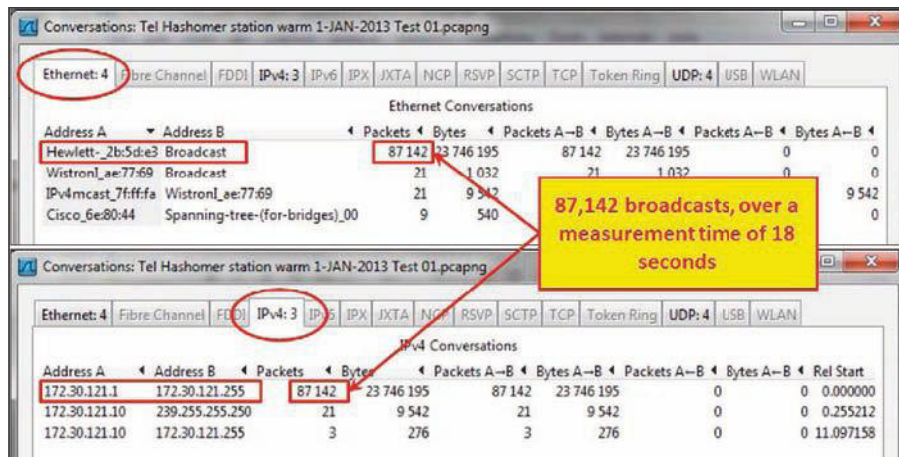 Conversations: Tel Hashomer station warm 1-JAN-2013 Test 01.pcapng
Ethernet: 4 Fibre Channel FDDI IPv4: 3 IPv6 IPX JXTA NCP RSVP SCTP TCP Token Ring UDP: 4 USB WLAN
Ethernet Conversations
Address A Address B Packets Bytes Packets A→B Bytes A→B Packets A←B Bytes A←B
Hewlett-_2b:5d:e3 Broadcast 87 142 23 746 195 87 142 23 746 195 0 0
WistronI_ae:77:69 Broadcast 21 1 032 21 1 032 0 0
IPv4mcast_7f:ff:fa WistronI_ae:77:69 21 9 542 9 542
Cisco_6e:80:44 Spanning-tree-(for-bridges)_00 9 540 0
87,142 broadcasts, over a
measurement time of 18
seconds
Conversations: Tel Hashomer station warm 1-JAN-2013 Test 01.pcapng
Ethernet: 4 Fibre Channel FDDI IPv4: 3 IPv6 IPX JXTA NCP RSVP SCTP TCP Token Ring UDP: 4 USB WLAN
IPv4 Conversations
Address A Address B Packets Bytes Packets A→B Bytes A→B Packets A←B Bytes A←B Rel Start
172.30.121.1 172.30.121.255 87 142 23 746 195 87 142 23 746 195 0 0 0.000000
172.30.121.10 239.255.255.250 21 9 542 21 9 542 0 0 0.255212
172.30.121.10 172.30.121.255 3 276 3 276 0 0 11.097158